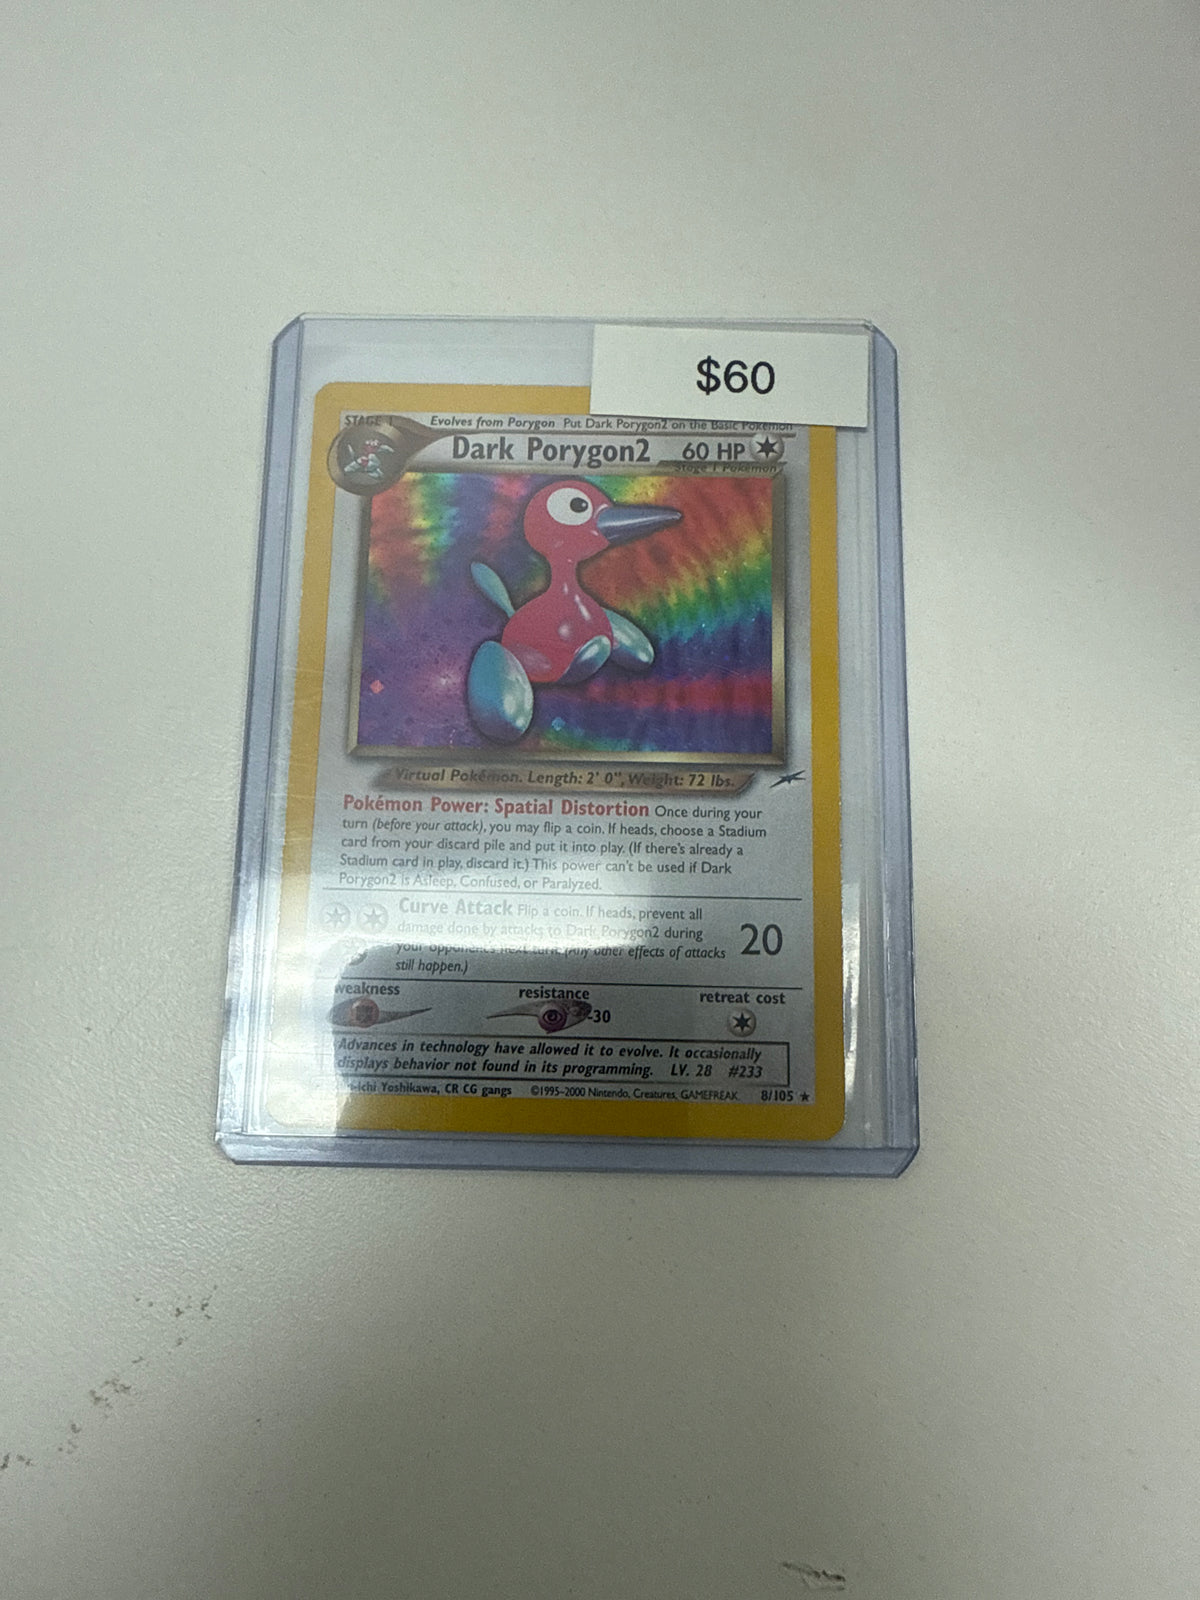 $60
STAGE 1
Evolves from Porygon Put Dark Porygon2 on the Basic Pokémon
Dark Porygon2 60 HP
Stage 1 Pokémon
Virtual Pokémon. Length: 2' 0", Weight: 72 lbs.
Pokémon Power: Spatial Distortion Once during your
turn (before your attack), you may flip a coin. If heads, choose a Stadium
card from your discard pile and put it into play. (If there's already a
Stadium card in play, discard it.) This power can't be used if Dark
Porygon2 is Asleep, Confused, or Paralyzed.
Curve Attack Flip a coin. If heads, prevent all
damage done by attacks to Dark Porygon2 during 20
your opponent's next turn. (Any other effects of attacks
still happen.)
weakness resistance retreat cost
-30
Advances in technology have allowed it to evolve. It occasionally
displays behavior not found in its programming. LV. 28 #233
ichi Yoshikawa, CR CG gangs ©1995-2000 Nintendo, Creatures, GAMEFREAK. 8/105 ★